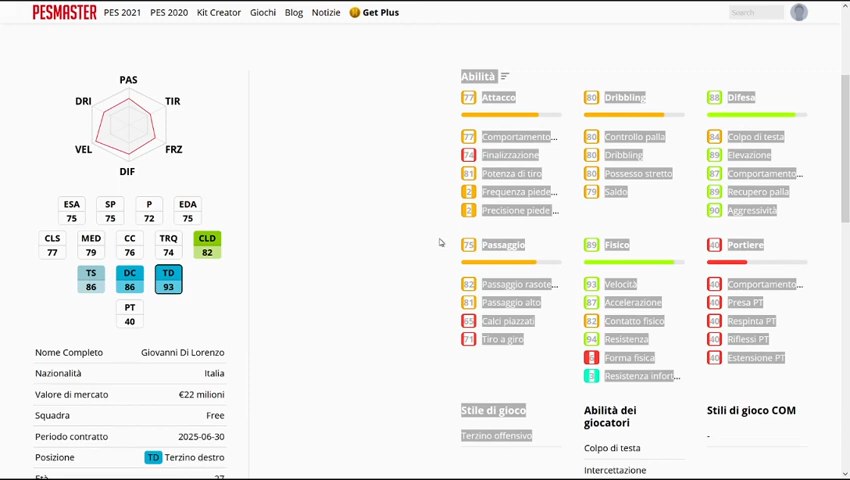 PESMASTER PES 2021 PES 2020 Kit Creator Giochi Blog Notizie Get Plus Search
PAS
DRI TIR
VEL FRZ
DIF
ESA SP P EDA
75 75 72 75
CLS MED CC TRQ CLD
77 79 76 74 82
TS DC TD
86 86 93
PT
40
Nome Completo Giovanni Di Lorenzo
Nazionalità Italia
Valore di mercato €22 milioni
Squadra Free
Periodo contratto 2025-06-30
Posizione TD Terzino destro
Età 27
Abilità
77 Attacco
77 Comportamento...
74 Finalizzazione
81 Potenza di tiro
2 Frequenza piede...
2 Precisione piede ...
80 Dribbling
80 Controllo palla
80 Dribbling
80 Possesso stretto
79 Saldo
88 Difesa
84 Colpo di testa
89 Elevazione
87 Comportamento...
89 Recupero palla
90 Aggressività
75 Passaggio
82 Passaggio rasote...
81 Passaggio alto
65 Calci piazzati
71 Tiro a giro
89 Fisico
93 Velocità
87 Accelerazione
82 Contatto fisico
94 Resistenza
Forma fisica
Resistenza infort...
40 Portiere
40 Comportamento...
40 Presa PT
40 Respinta PT
40 Riflessi PT
40 Estensione PT
Stile di gioco
Terzino offensivo
Abilità dei
giocatori
Colpo di testa
Intercettazione
Stili di gioco COM
-